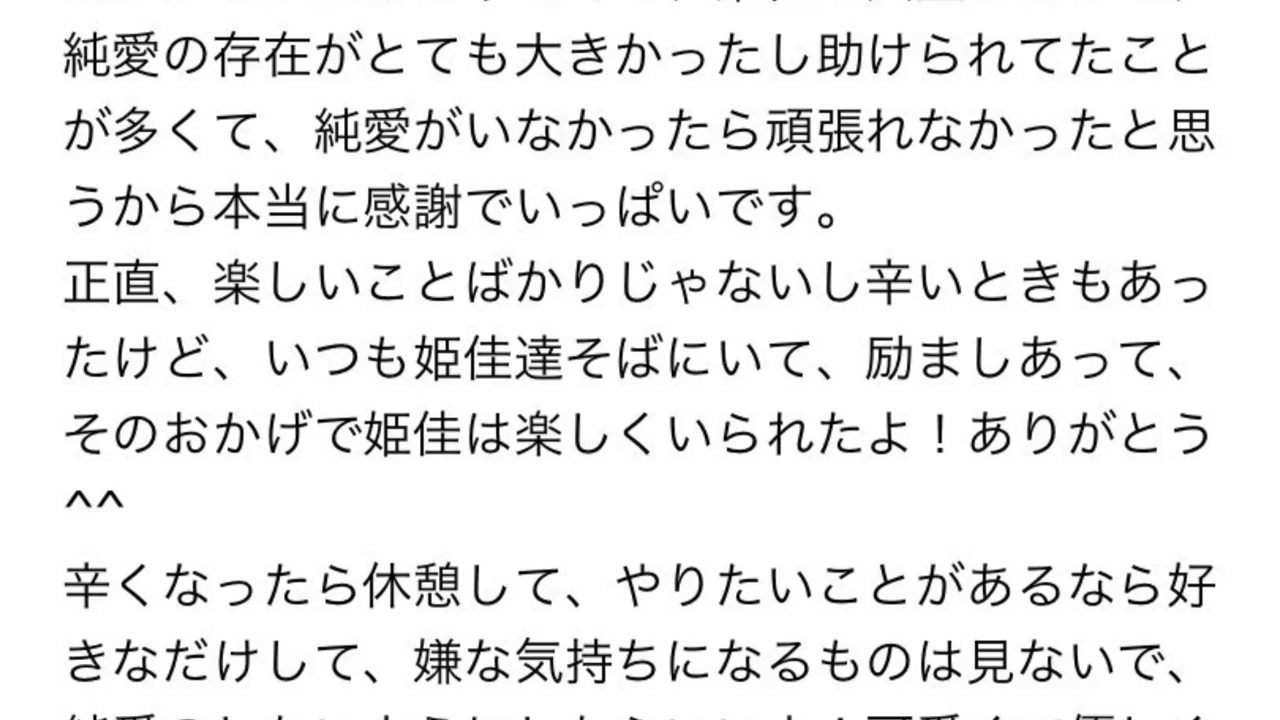 純愛の存在がとても大きかったし助けられてたこと
が多くて、純愛がいなかったら頑張れなかったと思
うから本当に感謝でいっぱいです。
正直、楽しいことばかりじゃないし辛いときもあっ
たけど、いつも姫佳達そばにいて、励ましあって、
そのおかげで姫佳は楽しくいられたよ！ありがとう
^^
辛くなったら休憩して、やりたいことがあるなら好
きなだけして、嫌な気持ちになるものは見ないで、